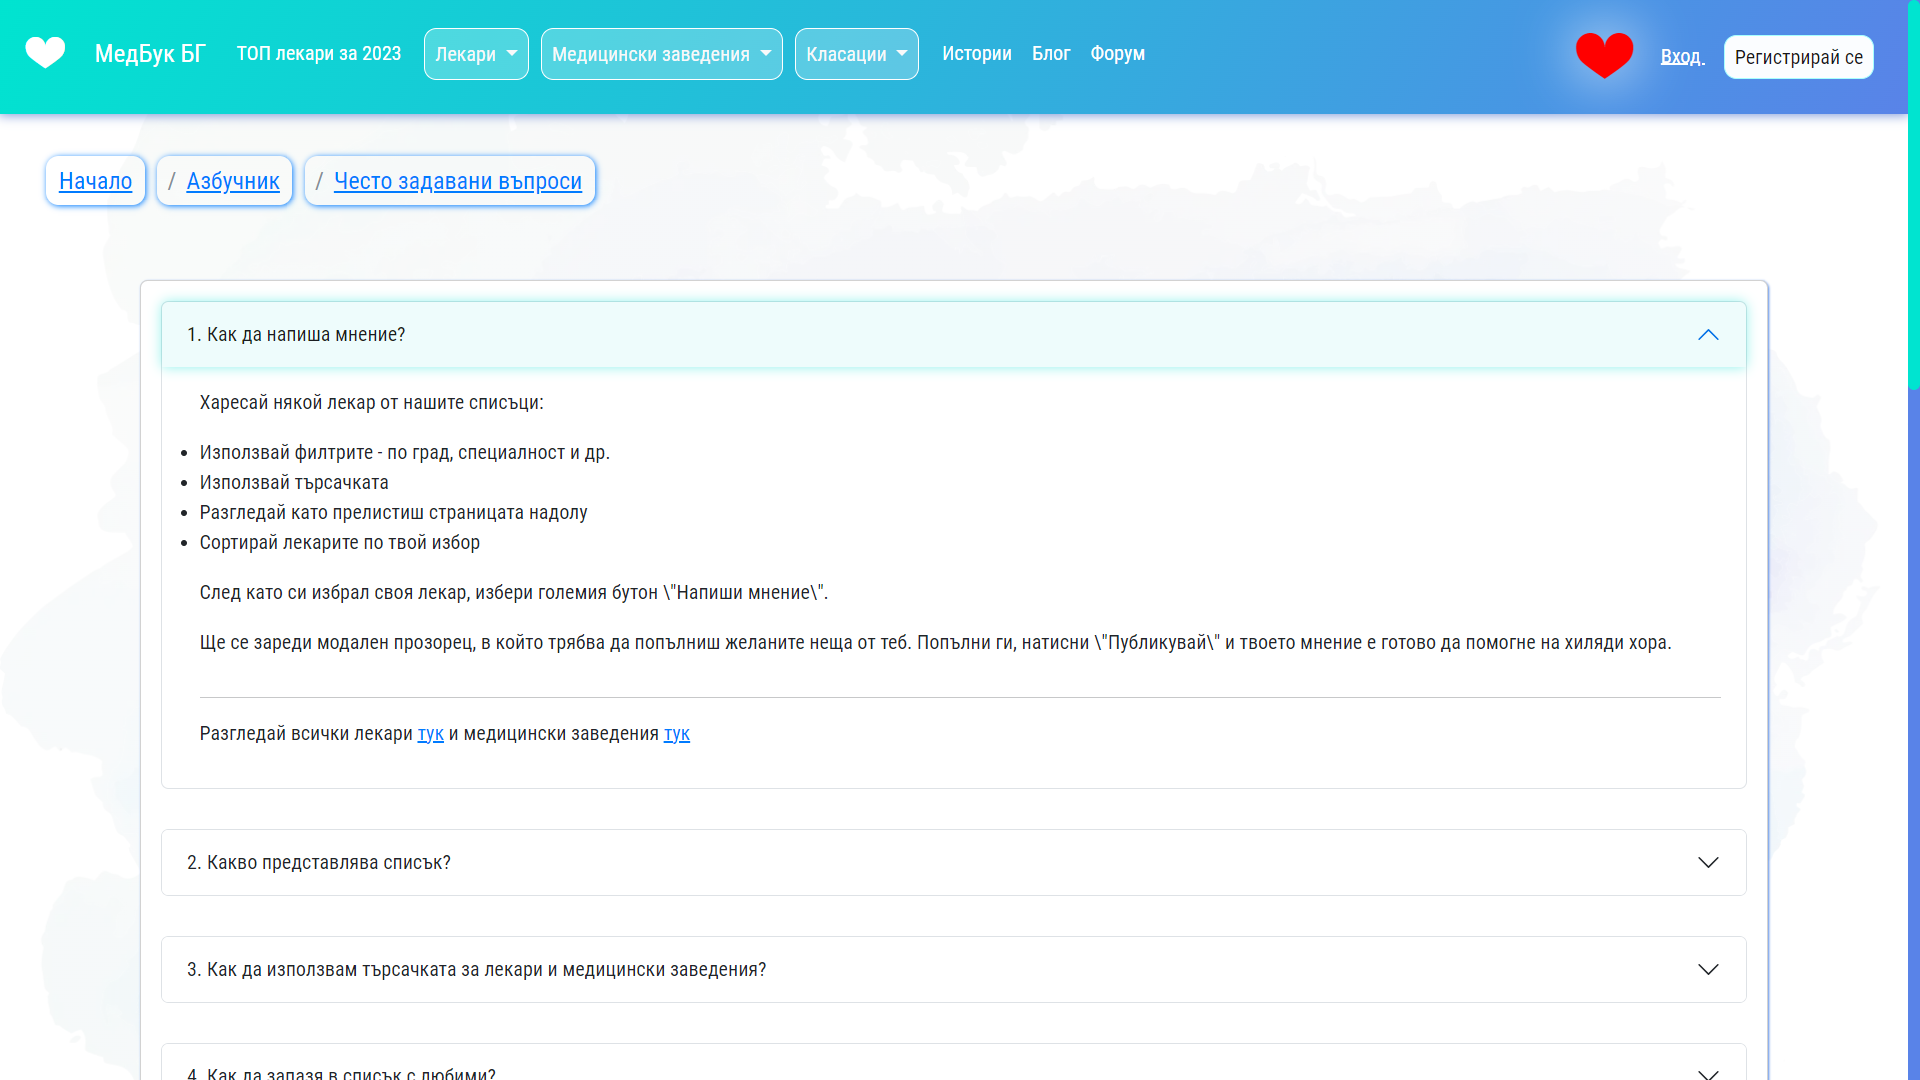 МедБук БГ ТОП лекари за 2023 Лекари Медицински заведения Класации Истории Блог Форум Вход Регистрирай се
Начало / Азбучник / Често задавани въпроси
1. Как да напиша мнение?
Харесай някой лекар от нашите списъци:
• Използвай филтрите - по град, специалност и др.
• Използвай търсачката
• Разгледай като прелистиш страницата надолу
• Сортирай лекарите по твой избор
След като си избрал своя лекар, избери големия бутон \"Напиши мнение\".
Ще се зареди модален прозорец, в който трябва да попълниш желаните неща от теб. Попълни ги, натисни \"Публикувай\" и твоето мнение е готово да помогне на хиляди хора.
Разгледай всички лекари тук и медицински заведения тук
2. Какво представлява списък?
3. Как да използвам търсачката за лекари и медицински заведения?
4. Как да запазя в списък с любими?